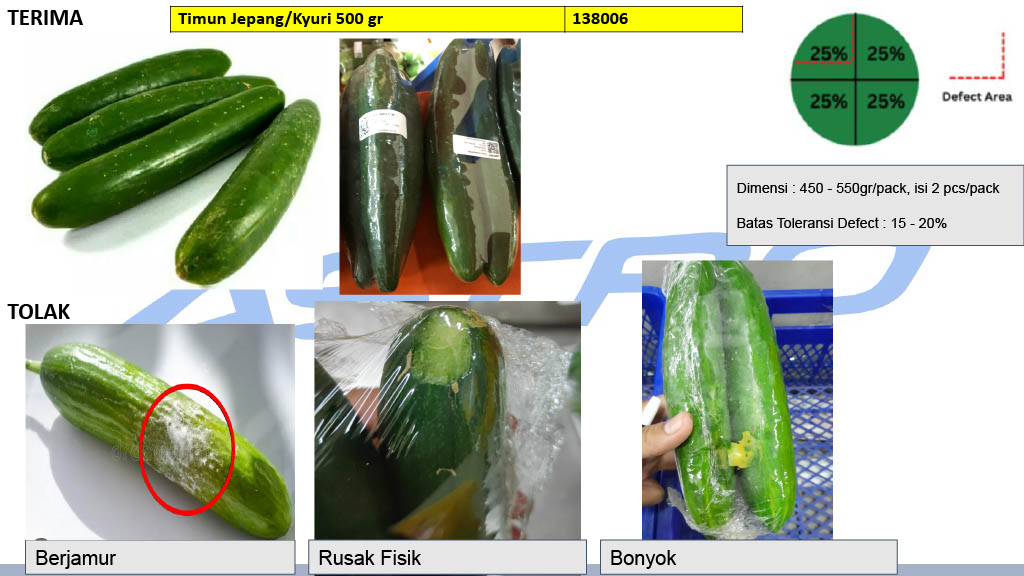 TERIMA
Timun Jepang/Kyuri 500 gr
138006
25% 25%
25% 25%
Defect Area
Dimensi : 450 - 550gr/pack, isi 2 pcs/pack
Batas Toleransi Defect : 15 - 20%
ASTRO
TOLAK
Berjamur
Rusak Fisik
Bonyok